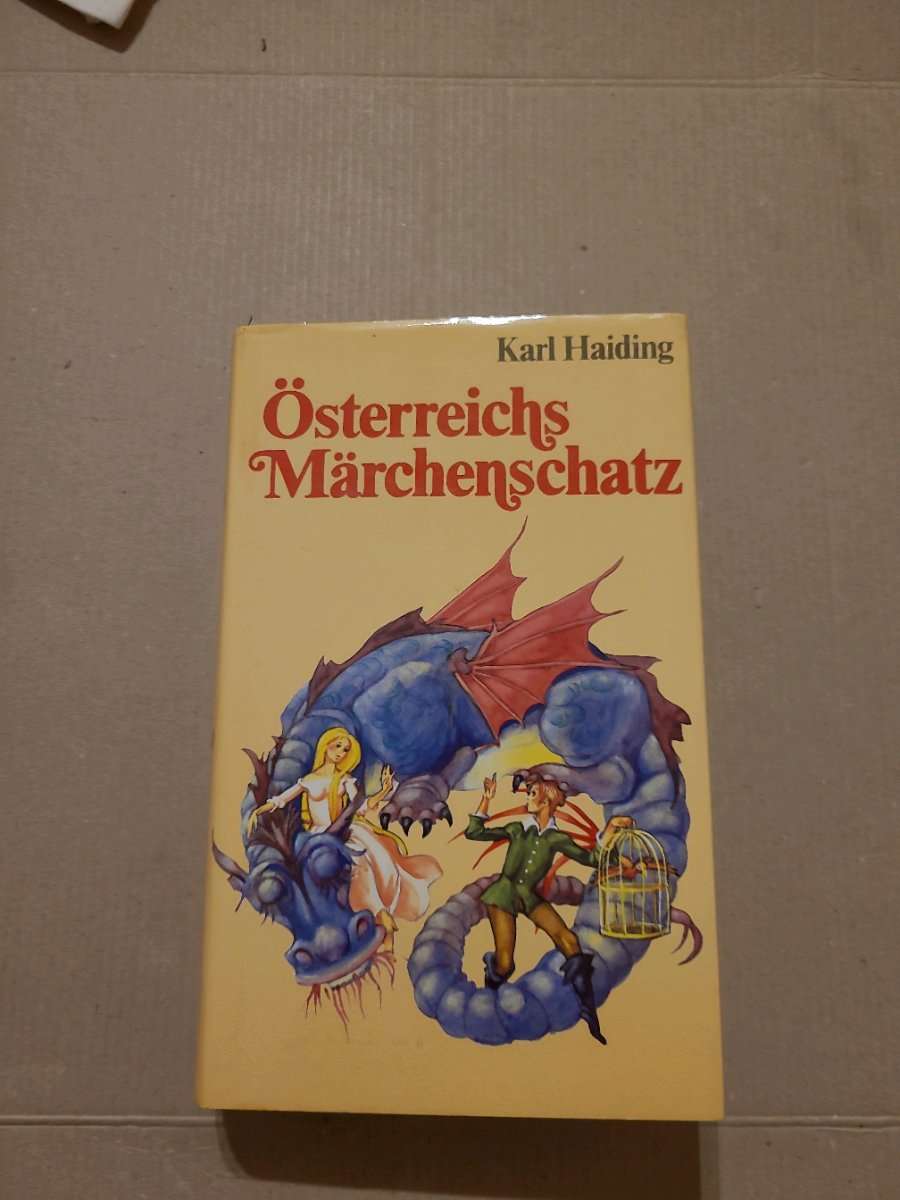 Karl Haiding
Österreichs
Märchenschatz